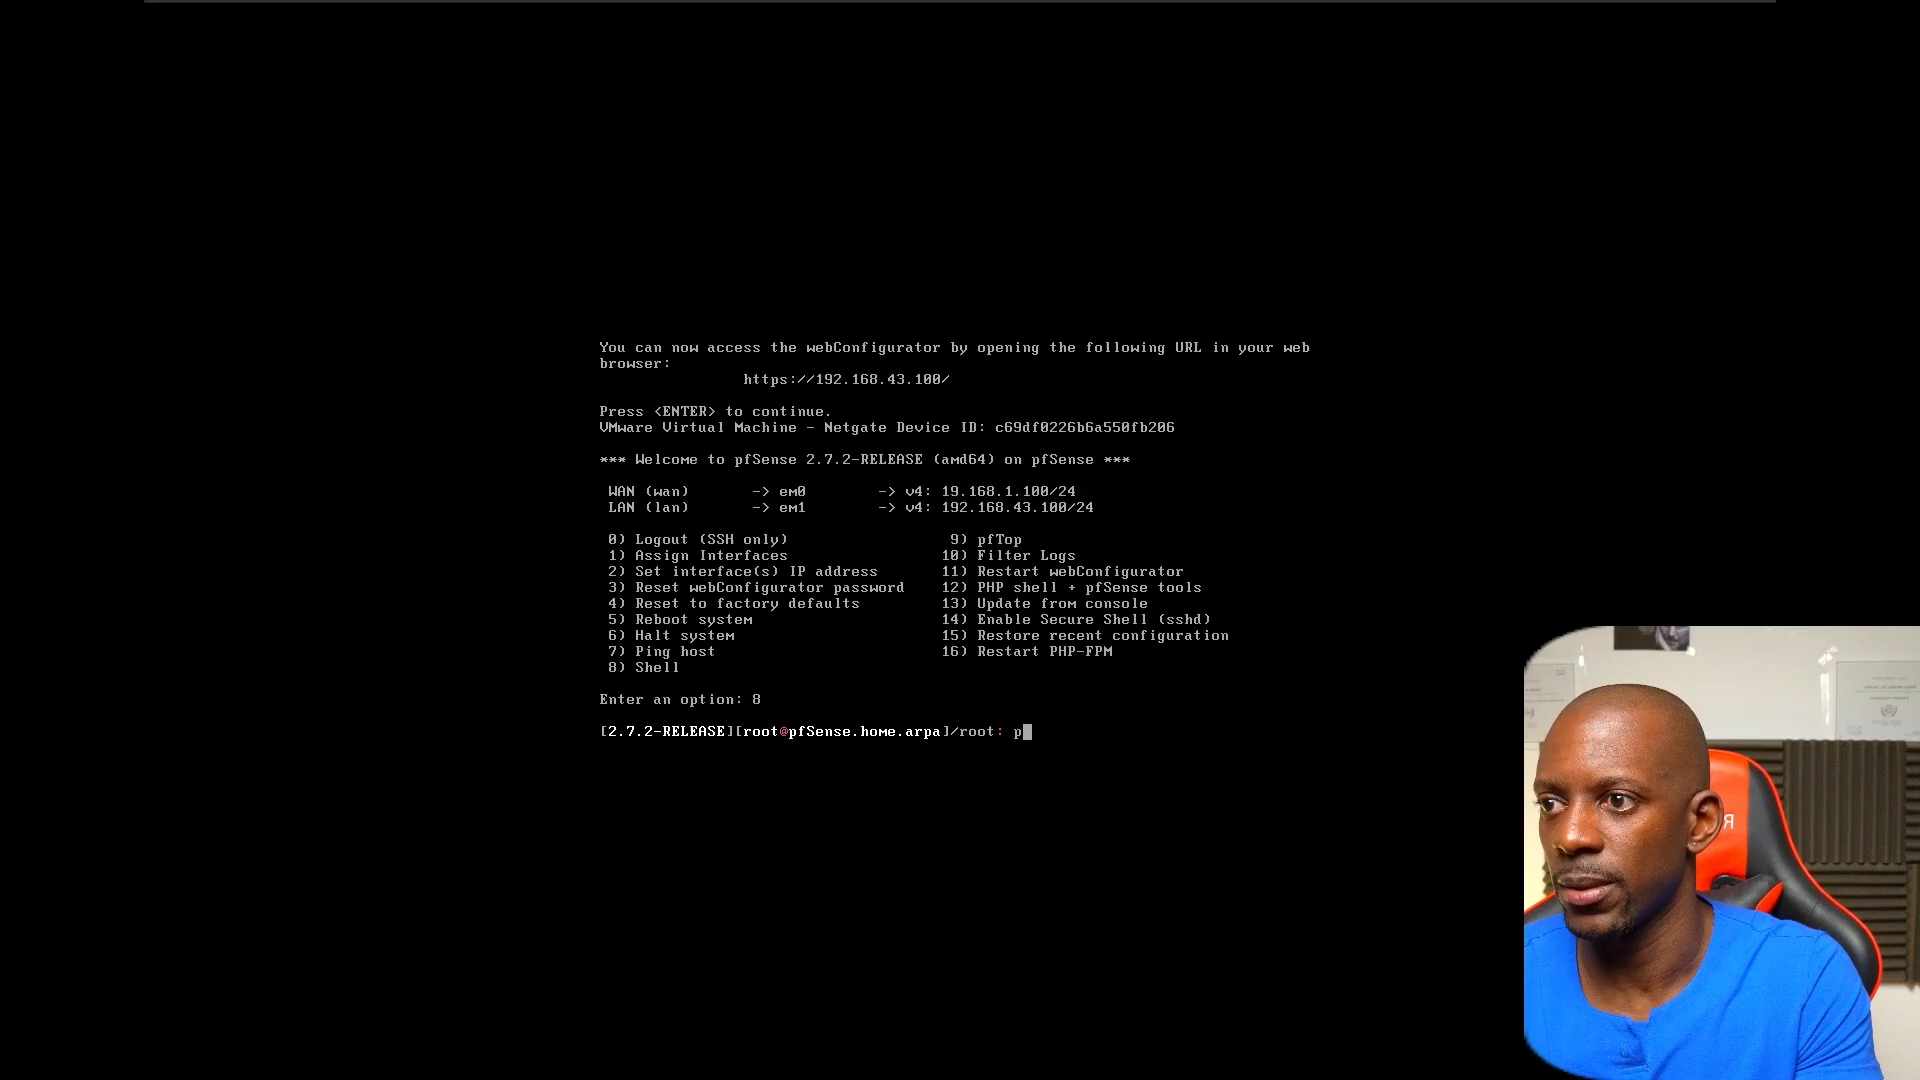 You can now access the webConfigurator by opening the following URL in your web
browser:
https://192.168.43.100/
Press <ENTER> to continue.
VMware Virtual Machine - Netgate Device ID: c69df0226b6a550fb206
*** Welcome to pfSense 2.7.2-RELEASE (amd64) on pfSense ***
WAN (wan) -> em0 -> v4: 19.168.1.100/24
LAN (lan) -> em1 -> v4: 192.168.43.100/24
0) Logout (SSH only) 9) pfTop
1) Assign Interfaces 10) Filter Logs
2) Set interface(s) IP address 11) Restart webConfigurator
3) Reset webConfigurator password 12) PHP shell + pfSense tools
4) Reset to factory defaults 13) Update from console
5) Reboot system 14) Enable Secure Shell (sshd)
6) Halt system 15) Restore recent configuration
7) Ping host 16) Restart PHP-FPM
8) Shell
Enter an option: 8
[2.7.2-RELEASE][root@pfSense.home.arpa]/root: p